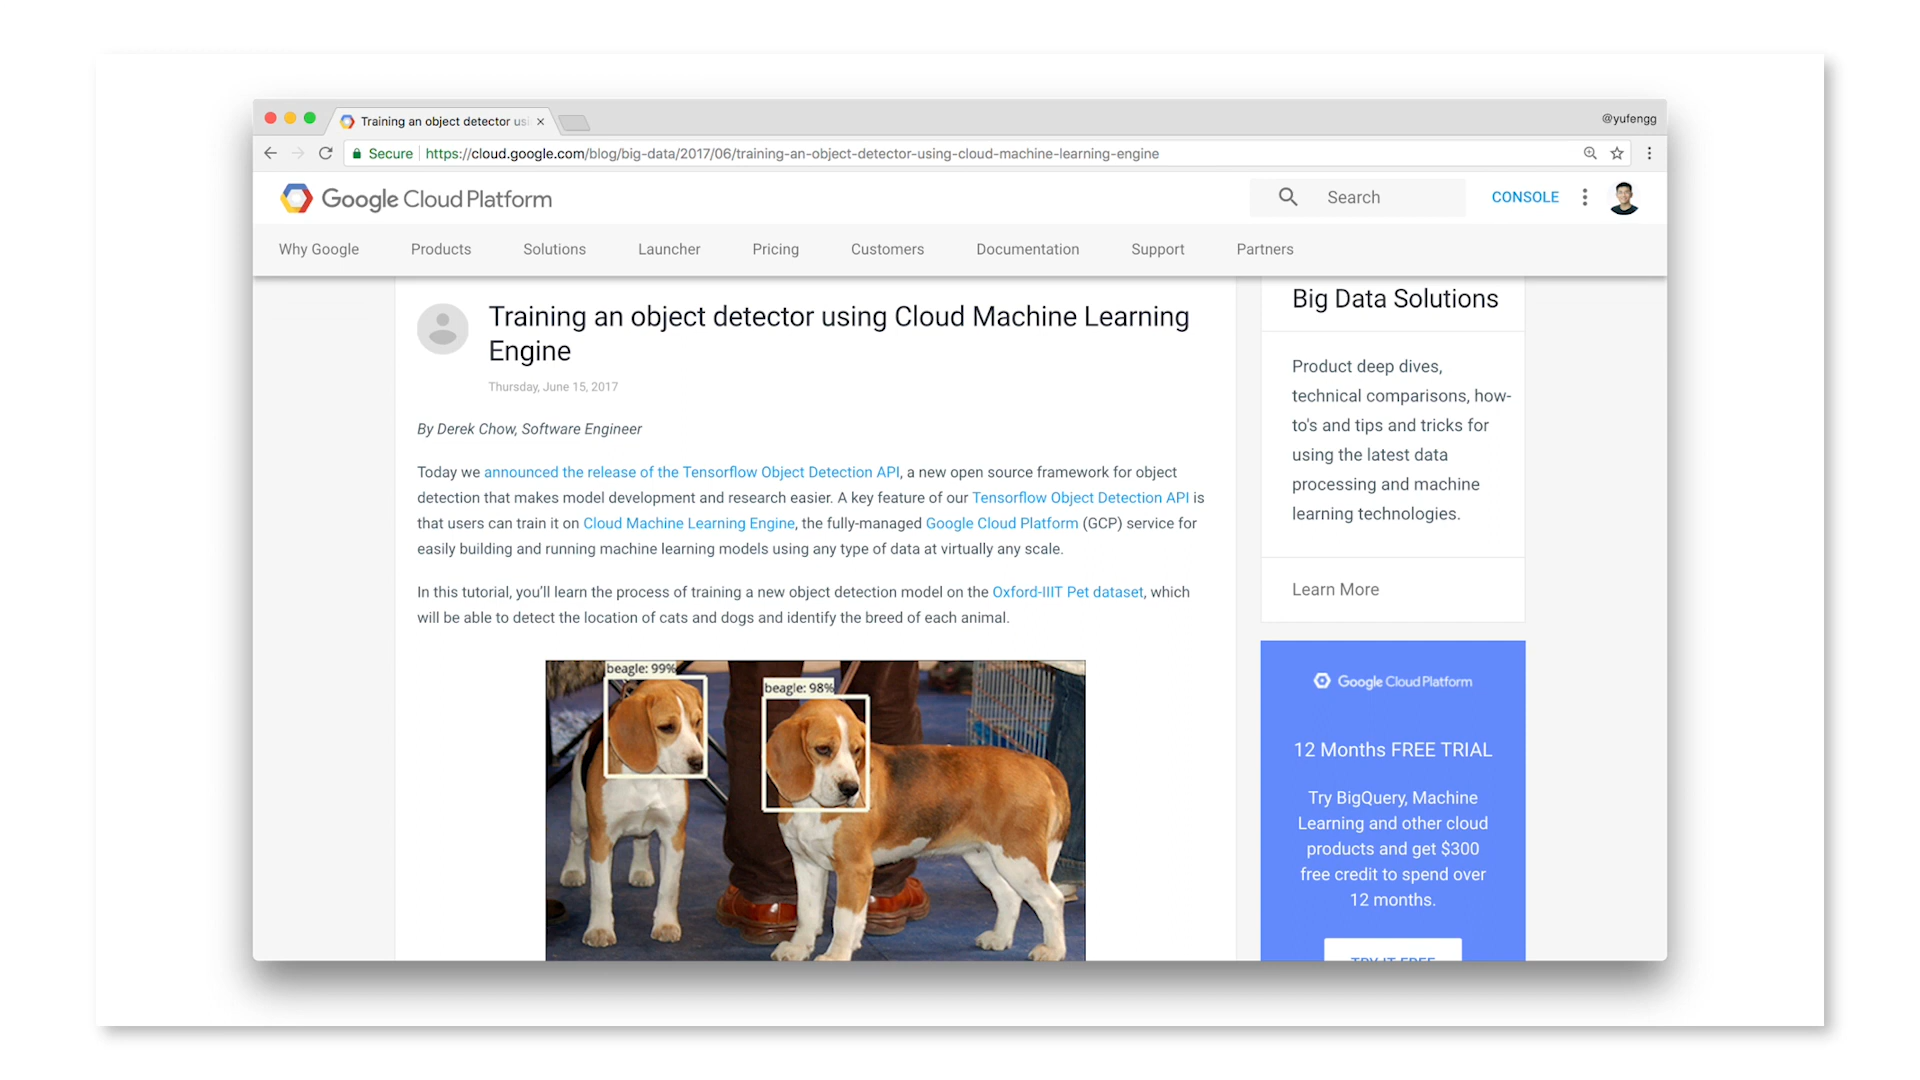 Training an object detector usi
@yufengg
Secure https://cloud.google.com/blog/big-data/2017/06/training-an-object-detector-using-cloud-machine-learning-engine
Google Cloud Platform
Search
CONSOLE
Why Google
Products
Solutions
Launcher
Pricing
Customers
Documentation
Support
Partners
Training an object detector using Cloud Machine Learning
Engine
Thursday, June 15, 2017
By Derek Chow, Software Engineer
Today we announced the release of the Tensorflow Object Detection API, a new open source framework for object
detection that makes model development and research easier. A key feature of our Tensorflow Object Detection API is
that users can train it on Cloud Machine Learning Engine, the fully-managed Google Cloud Platform (GCP) service for
easily building and running machine learning models using any type of data at virtually any scale.
In this tutorial, you'll learn the process of training a new object detection model on the Oxford-IIIT Pet dataset, which
will be able to detect the location of cats and dogs and identify the breed of each animal.
beagle: 99%
beagle: 98%
Big Data Solutions
Product deep dives,
technical comparisons, how-
to's and tips and tricks for
using the latest data
processing and machine
learning technologies.
Learn More
Google Cloud Platform
12 Months FREE TRIAL
Try BigQuery, Machine
Learning and other cloud
products and get $300
free credit to spend over
12 months.
TRY IT FREE